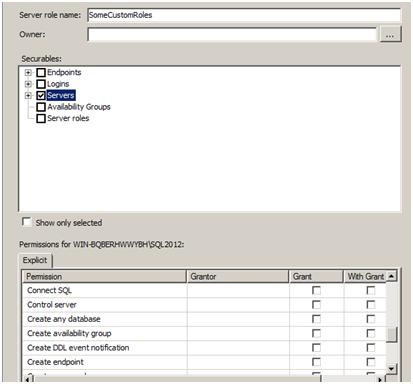 Server role name: SomeCustomRoles
Owner: ...
Securables:
Endpoints
Logins
Servers
Availability Groups
Server roles
Show only selected
Permissions for WIN-BQBERHWWYBH\SQL2012:
Explicit
Permission Grantor Grant With Grant
Connect SQL
Control server
Create any database
Create availability group
Create DDL event notification
Create endpoint